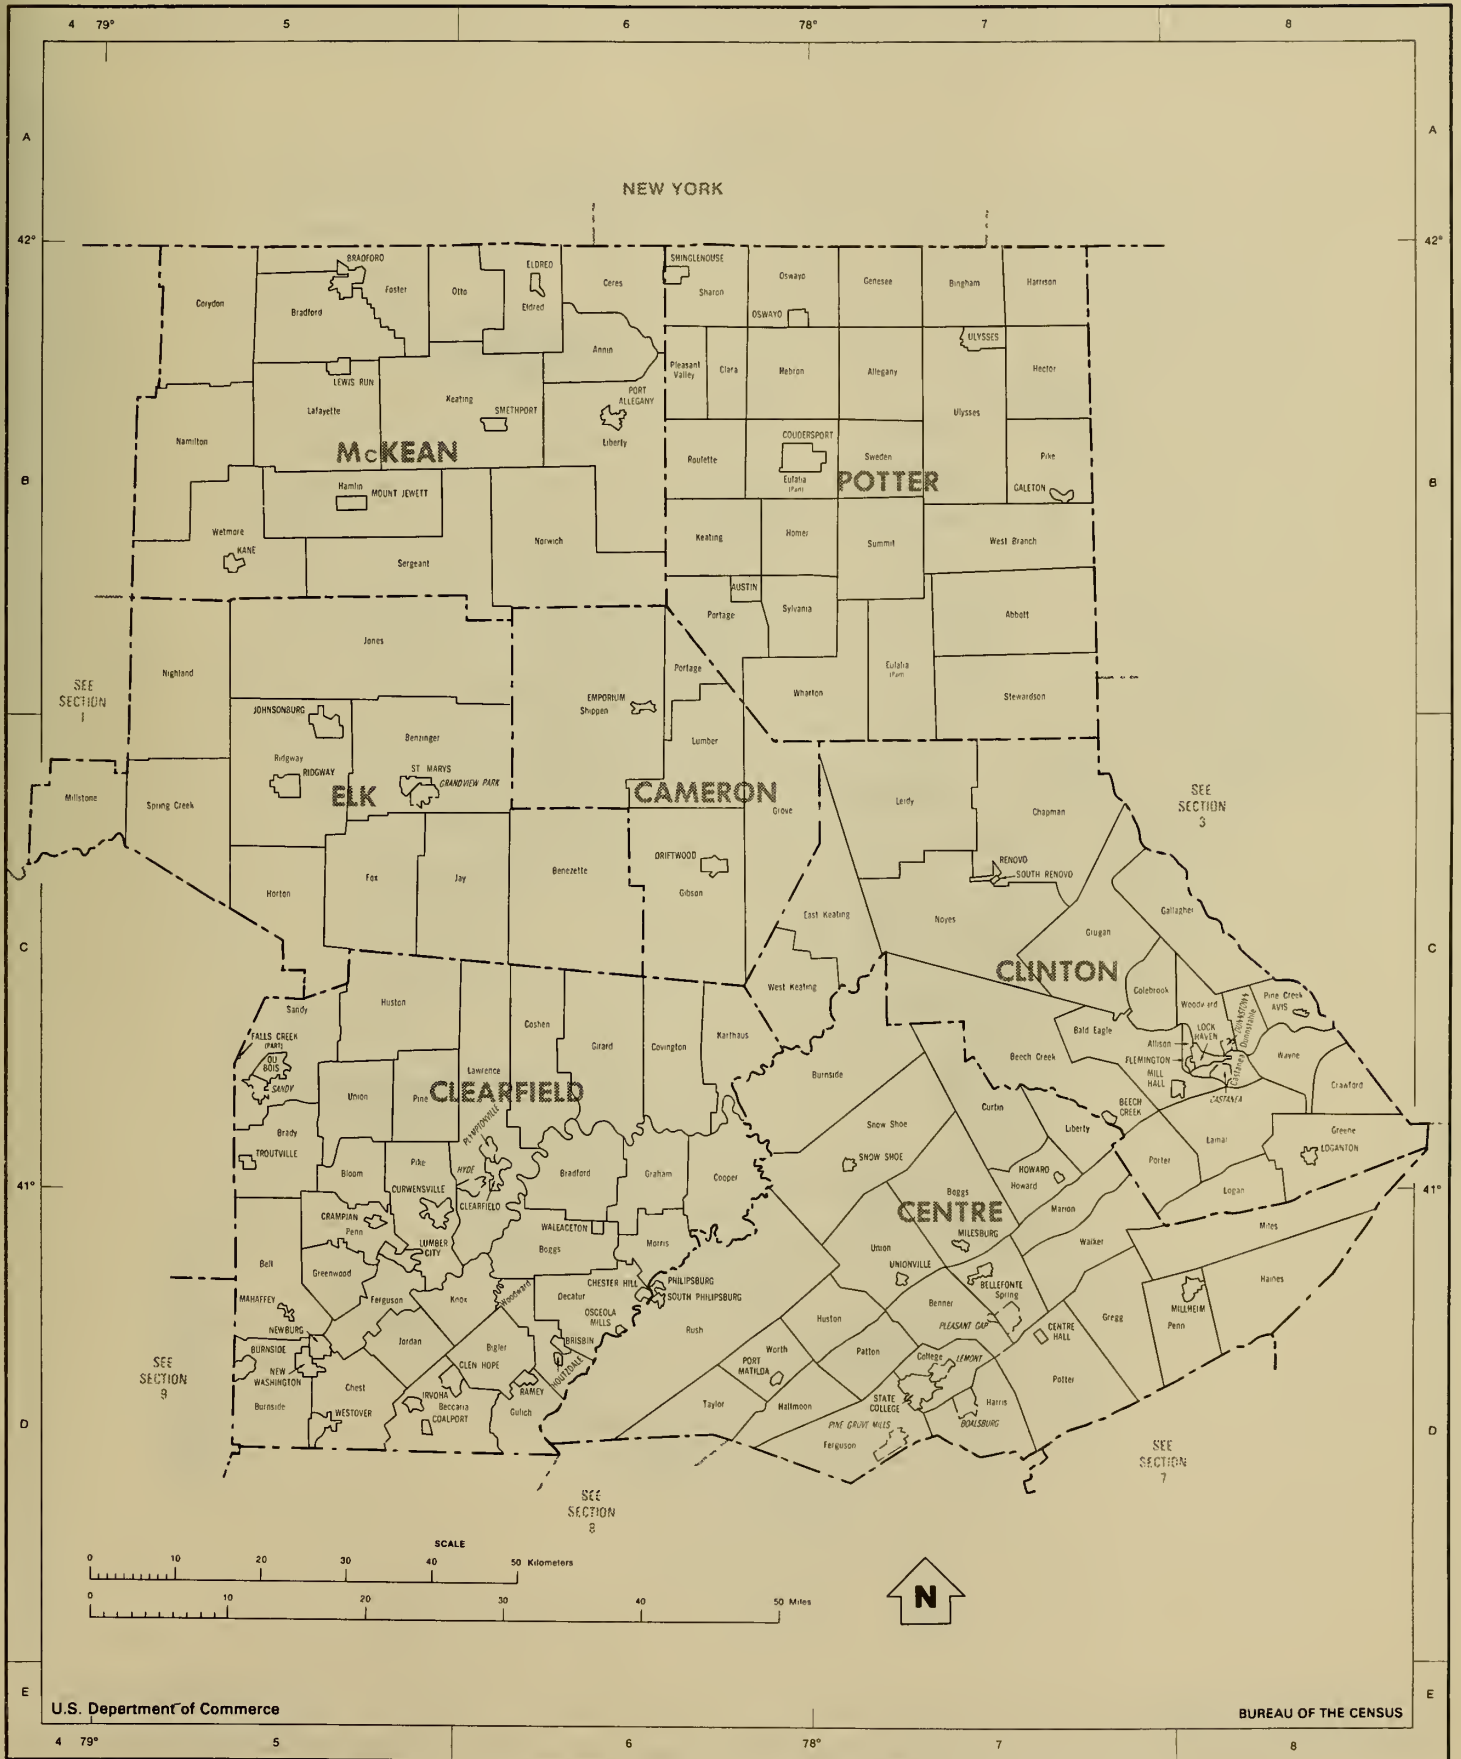 4 79° 5 6 78° 7 8
A A
NEW YORK
42° 42°
BRADFORD
ELDRED
SHINGLEHOUSE
Corydon
Bradford
Foster
Otto
Eldred
Ceres
Sharon
Oswayo
Genesee
Bingham
Harrison
OSWAYO
ULYSSES
Annin
LEWIS RUN
Pleasant
Valley
Clara
Hebron
Allegany
Hector
Lafayette
Keating
SMETHPORT
PORT
ALLEGANY
Liberty
Ulysses
Hamilton
McKEAN
Roulette
COUDERSPORT
Eulalia
(Part)
Sweden
POTTER
Pike
GALETON
B B
Hamlin
MOUNT JEWETT
Wetmore
KANE
Sergeant
Norwich
Keating
Homer
Summit
West Branch
AUSTIN
Portage
Sylvania
Abbott
Jones
Highland
Portage
Wharton
Eulalia
(Part)
Stewardson
SEE
SECTION
1
EMPORIUM
Shippen
JOHNSONBURG
Benzinger
Lumber
Ridgway
RIDGWAY
ST MARYS
GRANDVIEW PARK
ELK
CAMERON
Millstone
Spring Creek
Grove
Leidy
Chapman
SEE
SECTION
3
Horton
Fox
Jay
Benezette
DRIFTWOOD
Gibson
RENOVO
SOUTH RENOVO
East Keating
Noyes
Gallagher
Grugan
C C
CLINTON
West Keating
Colebrook
Woodward
DUNNSTOWN
Dunnstable
Pine Creek
AVIS
Sandy
Huston
Goshen
Girard
Covington
Karthaus
FALLS CREEK
(PART)
DU
BOIS
SANDY
Bald Eagle
LOCK
HAVEN
Allison
FLEMINGTON
MILL
HALL
Castanea
CASTANEA
Wayne
Crawford
Beech Creek
Burnside
Lawrence
CLEARFIELD
Union
Pine
PLYMPTONVILLE
Curtin
BEECH
CREEK
Liberty
Snow Shoe
SNOW SHOE
Brady
TROUTVILLE
Greene
LOGANTON
Lamar
Porter
Logan
Bloom
Pike
HYDE
CURWENSVILLE
CLEARFIELD
Bradford
Graham
Cooper
HOWARD
Howard
41° 41°
Boggs
CENTRE
MILESBURG
Marion
Walker
Miles
GRAMPIAN
Penn
LUMBER
CITY
WALLACETON
Boggs
Morris
Union
UNIONVILLE
BELLEFONTE
Spring
Haines
Bell
Greenwood
MAHAFFEY
Ferguson
Knox
Woodward
Decatur
CHESTER HILL
PHILIPSBURG
SOUTH PHILIPSBURG
OSCEOLA
MILLS
Rush
Huston
Benner
PLEASANT GAP
CENTRE
HALL
Gregg
MILLHEIM
Penn
NEWBURG
Jordan
Bigler
BRISBIN
HOUTZDALE
Worth
PORT
MATILDA
Patton
College
LEMONT
BURNSIDE
NEW
WASHINGTON
GLEN HOPE
SEE
SECTION
9
Chest
IRVONA
Beccaria
COALPORT
RAMEY
Gulich
Taylor
Halfmoon
STATE
COLLEGE
Harris
BOALSBURG
Potter
Burnside
WESTOVER
PINE GROVE MILLS
Ferguson
D D
SEE
SECTION
7
SEE
SECTION
8
SCALE
0 10 20 30 40 50 Kilometers
0 10 20 30 40 50 Miles
N
E E
U.S. Department of Commerce
BUREAU OF THE CENSUS
4 79° 5 6 78° 7 8